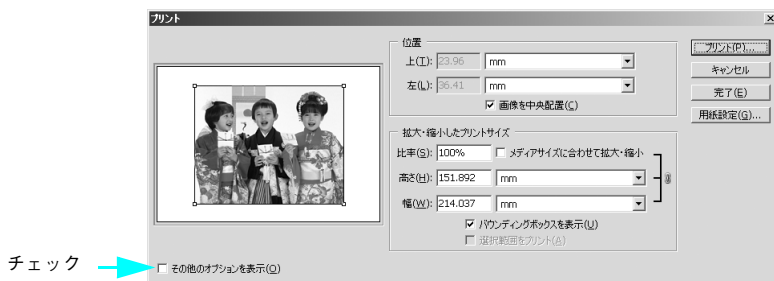 プリント
位置
上(T): 23.96 mm
左(L): 36.41 mm
画像を中央配置(C)
拡大・縮小したプリントサイズ
比率(S): 100% メディアサイズに合わせて拡大・縮小
高さ(H): 151.892 mm
幅(W): 214.037 mm
バウンディングボックスを表示(U)
選択範囲をプリント(A)
プリント(P)...
キャンセル
完了(E)
用紙設定(G)...
チェック
その他のオプションを表示(O)